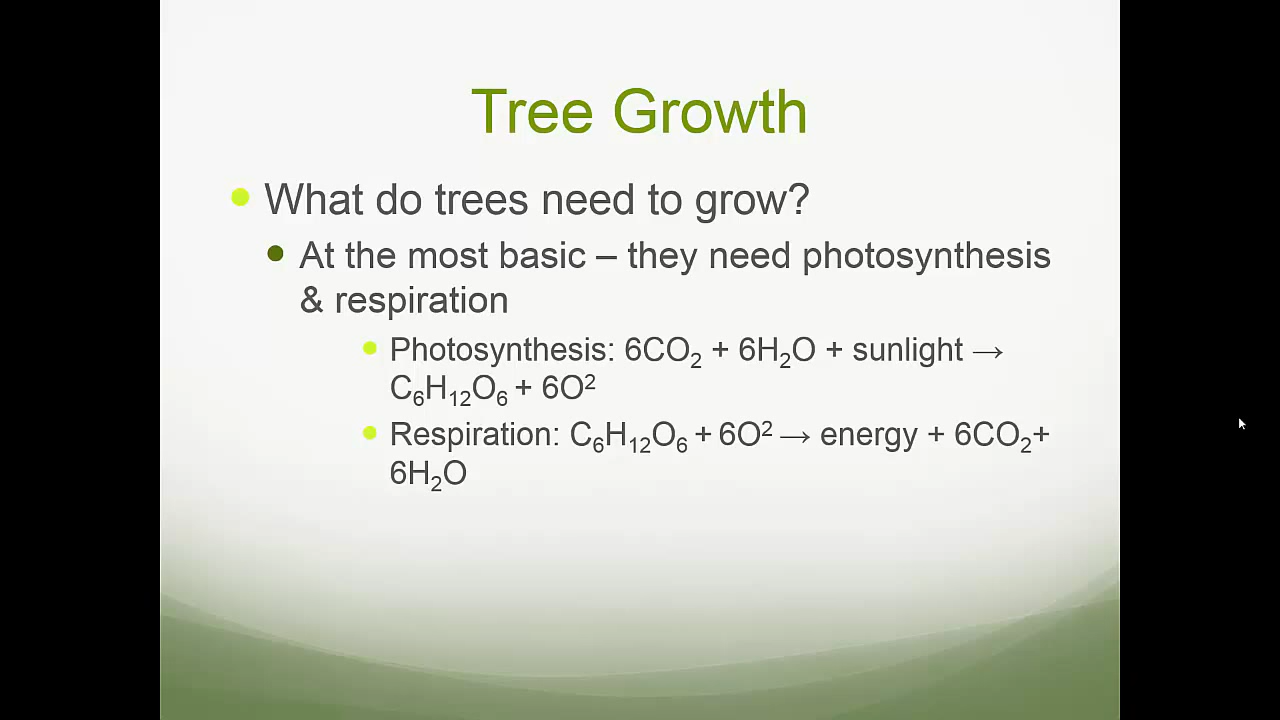 Tree Growth
What do trees need to grow?
At the most basic – they need photosynthesis
& respiration
Photosynthesis: 6CO₂ + 6H₂O + sunlight →
C₆H₁₂O₆ + 6O²
Respiration: C₆H₁₂O₆ + 6O² → energy + 6CO₂+
6H₂O